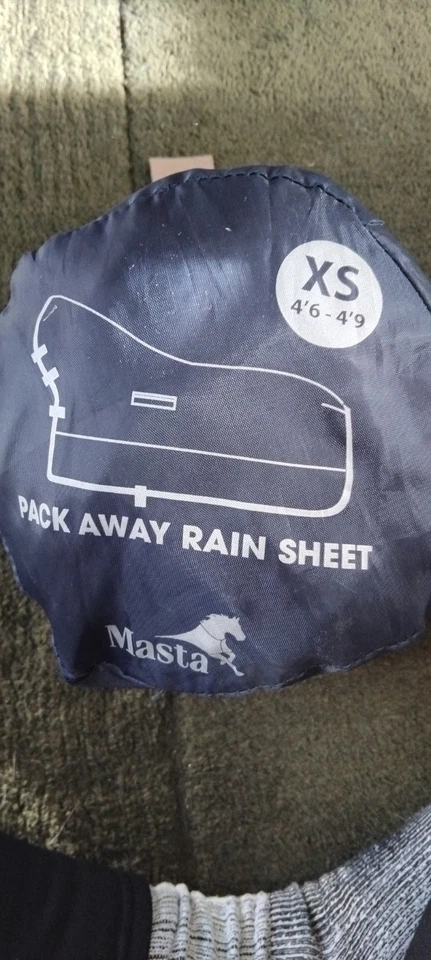 XS
4'6 - 4'9
PACK AWAY RAIN SHEET
Masta